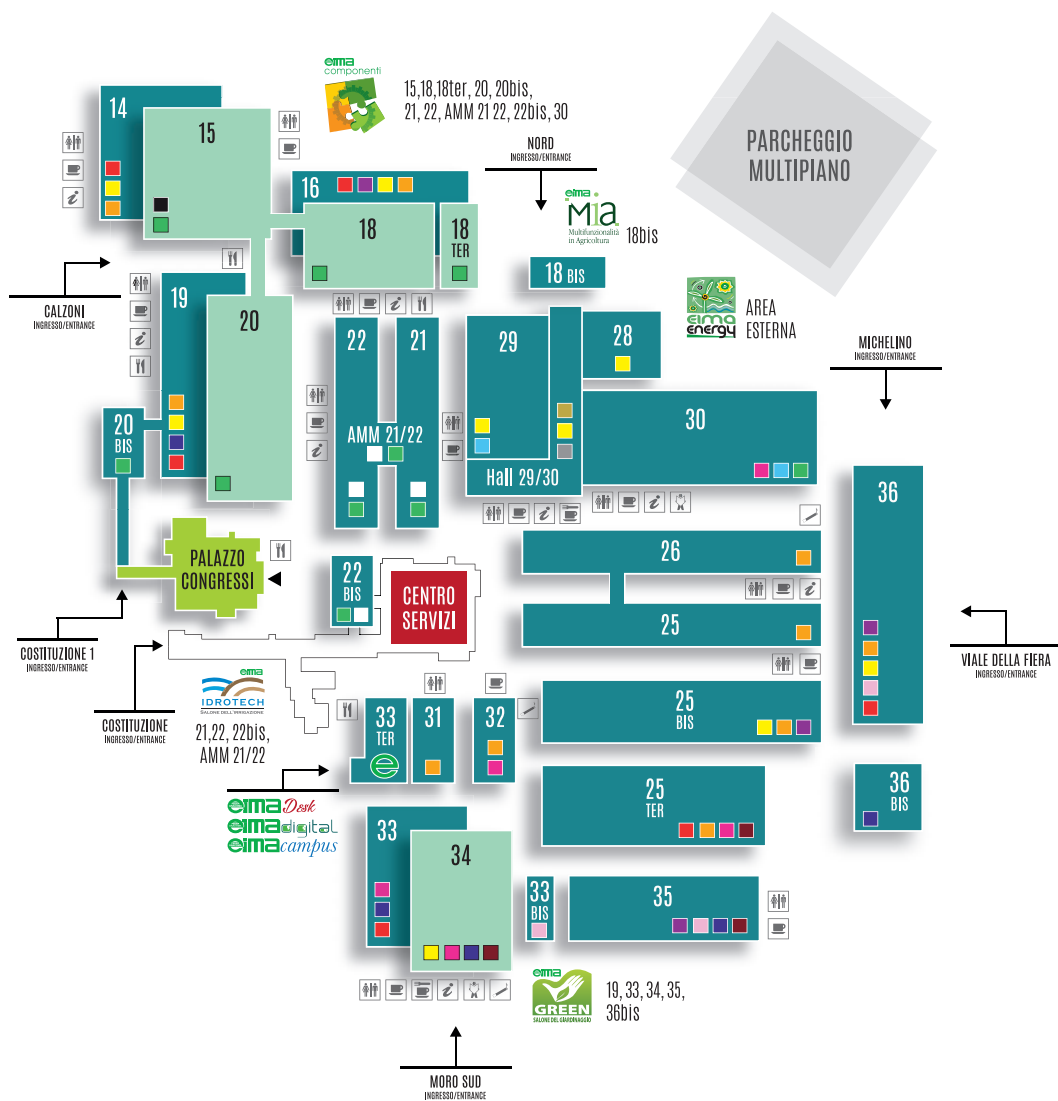 eima
componenti
15,18,18ter, 20, 20bis,
21, 22, AMM 21 22, 22bis, 30
PARCHEGGIO
MULTIPIANO
14
15
NORD
INGRESSO/ENTRANCE
16
18
18
TER
eima
Mia
Multifunzionalità
in Agricoltura
18bis
18 BIS
CALZONI
INGRESSO/ENTRANCE
19
20
eima
energy
AREA
ESTERNA
22
21
29
28
MICHELINO
INGRESSO/ENTRANCE
20
BIS
AMM 21/22
30
Hall 29/30
36
PALAZZO
CONGRESSI
26
22
BIS
CENTRO
SERVIZI
25
COSTITUZIONE 1
INGRESSO/ENTRANCE
VIALE DELLA FIERA
INGRESSO/ENTRANCE
COSTITUZIONE
INGRESSO/ENTRANCE
eima
IDROTECH
SALONE DELL'IRRIGAZIONE
21,22, 22bis,
AMM 21/22
33
TER
e
31
32
25
BIS
eima Desk
eima digital
eima campus
25
TER
36
BIS
33
34
33
BIS
35
eima
GREEN
SALONE DEL GIARDINAGGIO
19, 33, 34, 35,
36bis
MORO SUD
INGRESSO/ENTRANCE